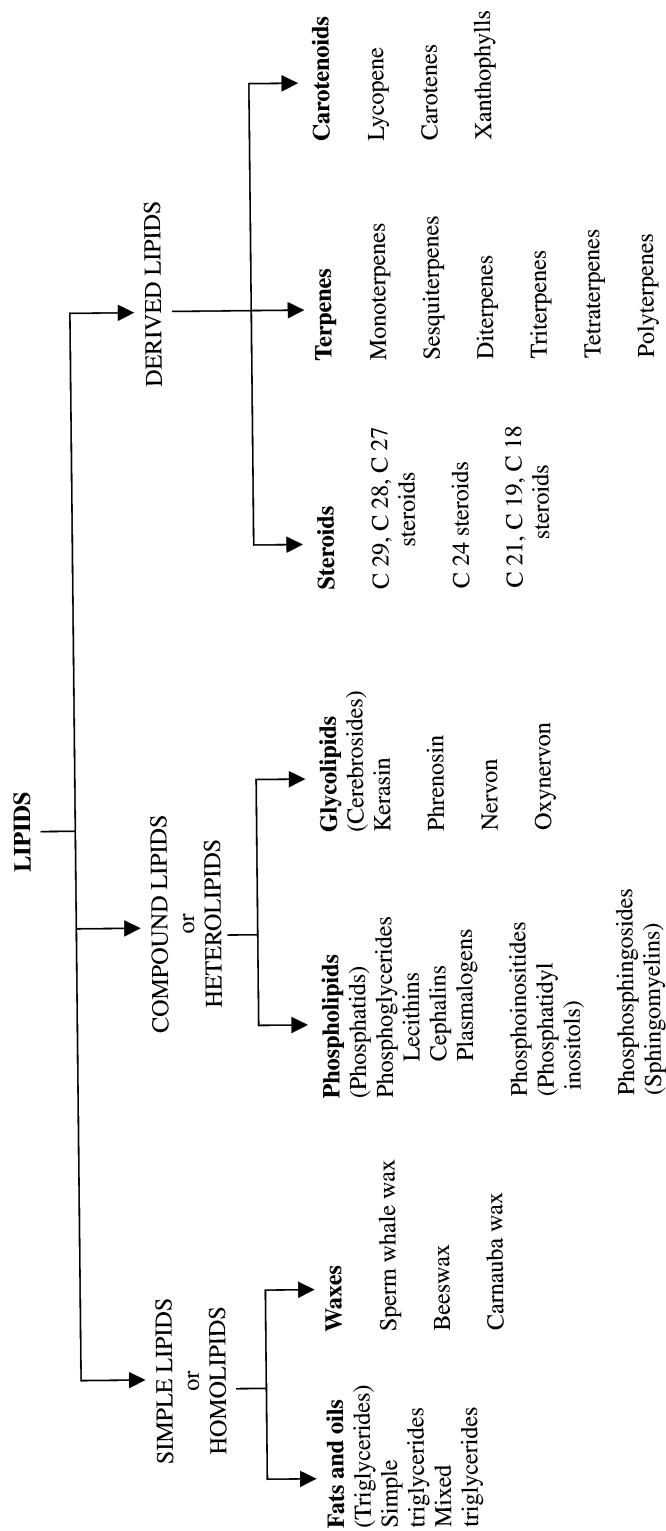 LIPIDS
SIMPLE LIPIDS
or
HOMOLIPIDS
COMPOUND LIPIDS
or
HETEROLIPIDS
DERIVED LIPIDS
Fats and oils
(Triglycerides)
Simple
triglycerides
Mixed
triglycerides
Waxes
Sperm whale wax
Beeswax
Carnauba wax
Phospholipids
(Phosphatids)
Phosphoglycerides
Lecithins
Cephalins
Plasmalogens
Phosphoinositides
(Phosphatidyl
inositols)
Phosphosphingosides
(Sphingomyelins)
Glycolipids
(Cerebrosides)
Kerasin
Phrenosin
Nervon
Oxynervon
Steroids
C 29, C 28, C 27
steroids
C 24 steroids
C 21, C 19, C 18
steroids
Terpenes
Monoterpenes
Sesquiterpenes
Diterpenes
Triterpenes
Tetraterpenes
Polyterpenes
Carotenoids
Lycopene
Carotenes
Xanthophylls